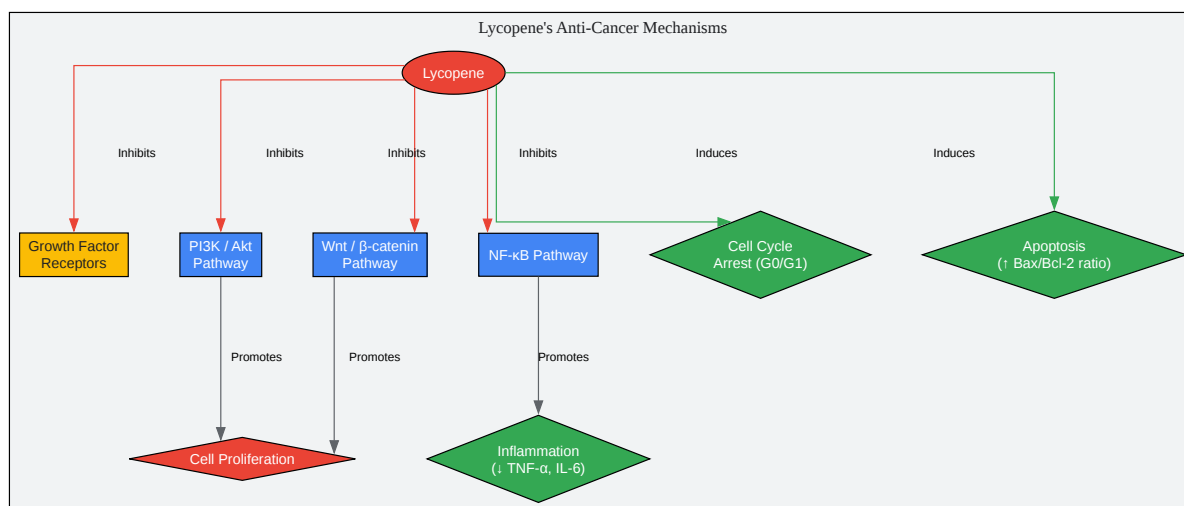 Lycopene's Anti-Cancer Mechanisms
Lycopene
Inhibits
Inhibits
Inhibits
Inhibits
Induces
Induces
Growth Factor
Receptors
PI3K / Akt
Pathway
Wnt / β-catenin
Pathway
NF-κB Pathway
Cell Cycle
Arrest (G0/G1)
Apoptosis
(↑ Bax/Bcl-2 ratio)
Promotes
Promotes
Promotes
Cell Proliferation
Inflammation
(↓ TNF-α, IL-6)